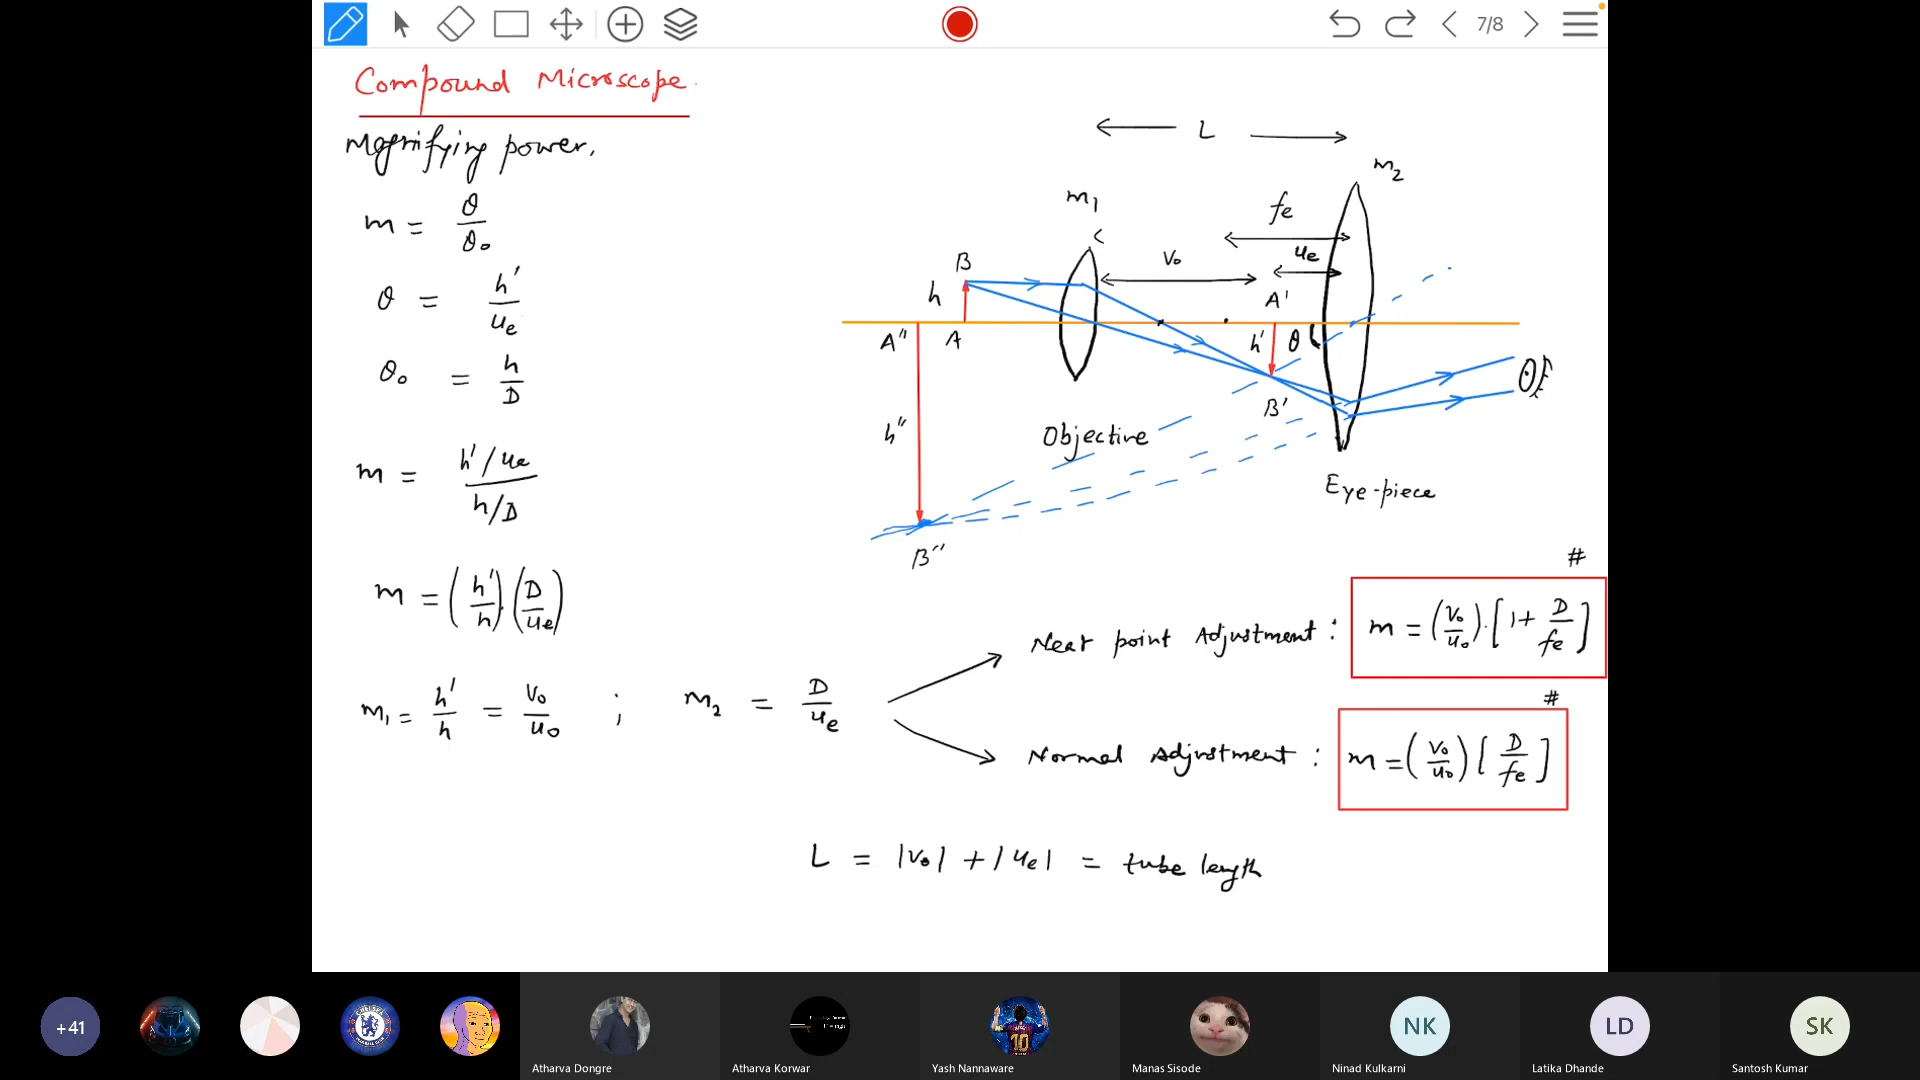 7/8
Compound Microscope.
Magnifying power,
m = θ/θ₀
θ = h'/uₑ
θ₀ = h/D
m = (h'/uₑ)/(h/D)
m = (h'/h).(D/uₑ)
m₁ = h'/h = v₀/u₀ ; m₂ = D/uₑ
L
m₂
m₁
fₑ
uₑ
v₀
B
h
A'
A"
A
h'
θ
B'
h"
Objective
Eye-piece
B"
#
Near point Adjustment : m = (v₀/u₀).[1+ D/fₑ]
#
Normal Adjustment : m = (v₀/u₀)[D/fₑ]
L = |v₀| + |uₑ| = tube length
+41
CHELSEA
10
NK
LD
SK
Atharva Dongre
Atharva Korwar
Yash Nannaware
Manas Sisode
Ninad Kulkarni
Latika Dhande
Santosh Kumar